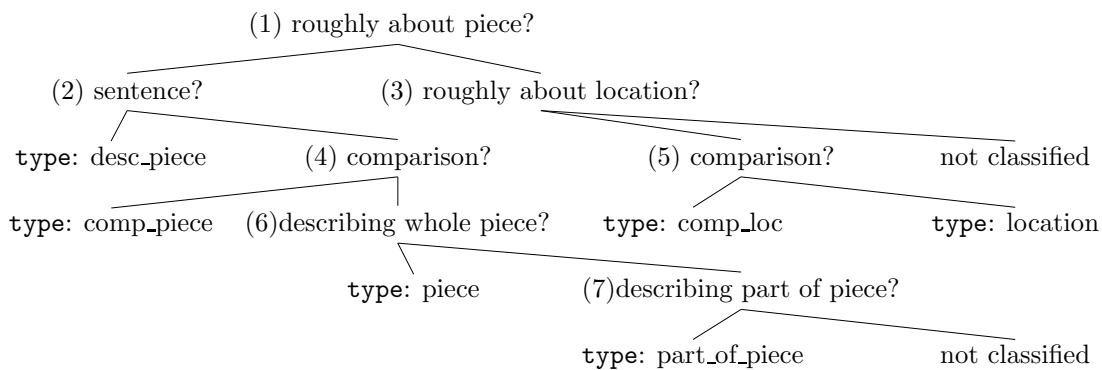 (1) roughly about piece?
(2) sentence? (3) roughly about location?
type: desc_piece (4) comparison? (5) comparison? not classified
type: comp_piece (6)describing whole piece? type: comp_loc type: location
type: piece (7)describing part of piece?
type: part_of_piece not classified